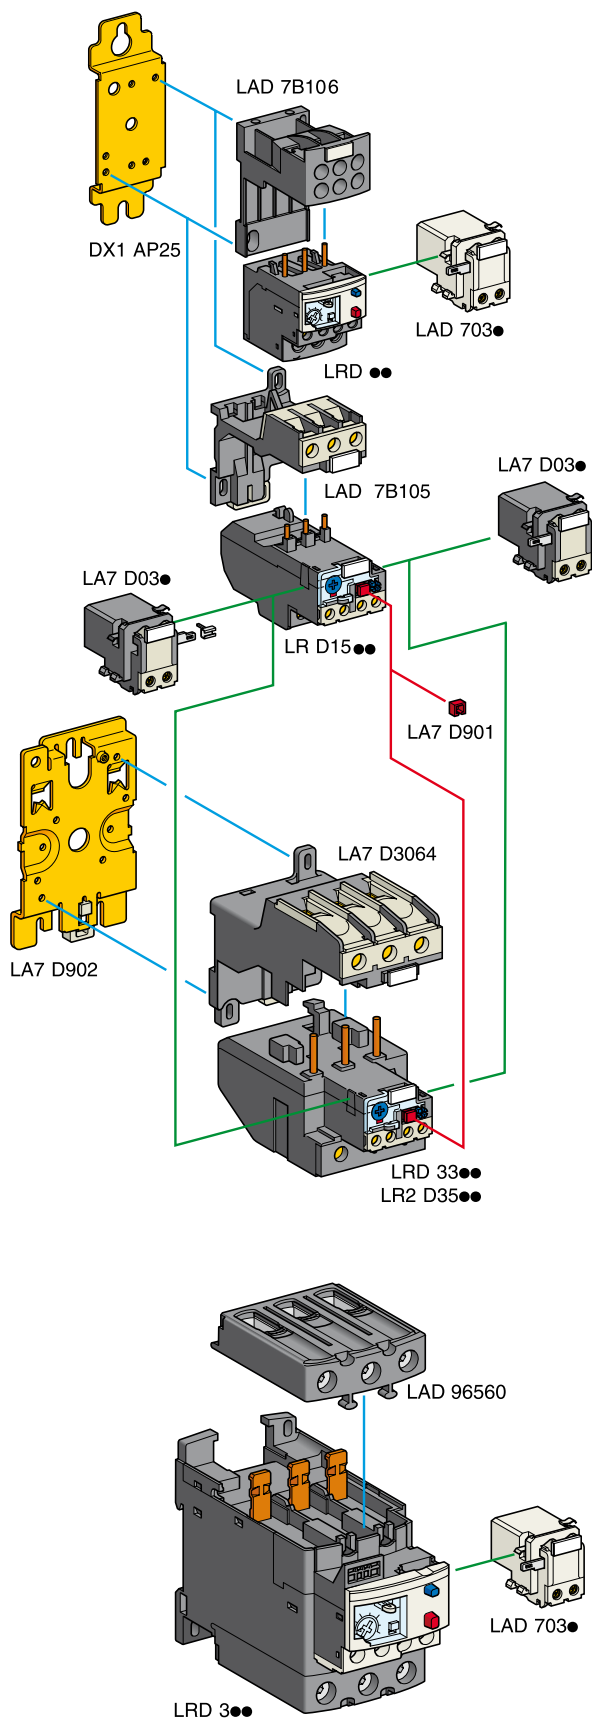 LAD 7B106
DX1 AP25
LAD 703●
LRD ●●
LA7 D03●
LAD 7B105
LA7 D03●
LR D15●●
LA7 D901
LA7 D3064
LA7 D902
LRD 33●●
LR2 D35●●
LAD 96560
LAD 703●
LRD 3●●